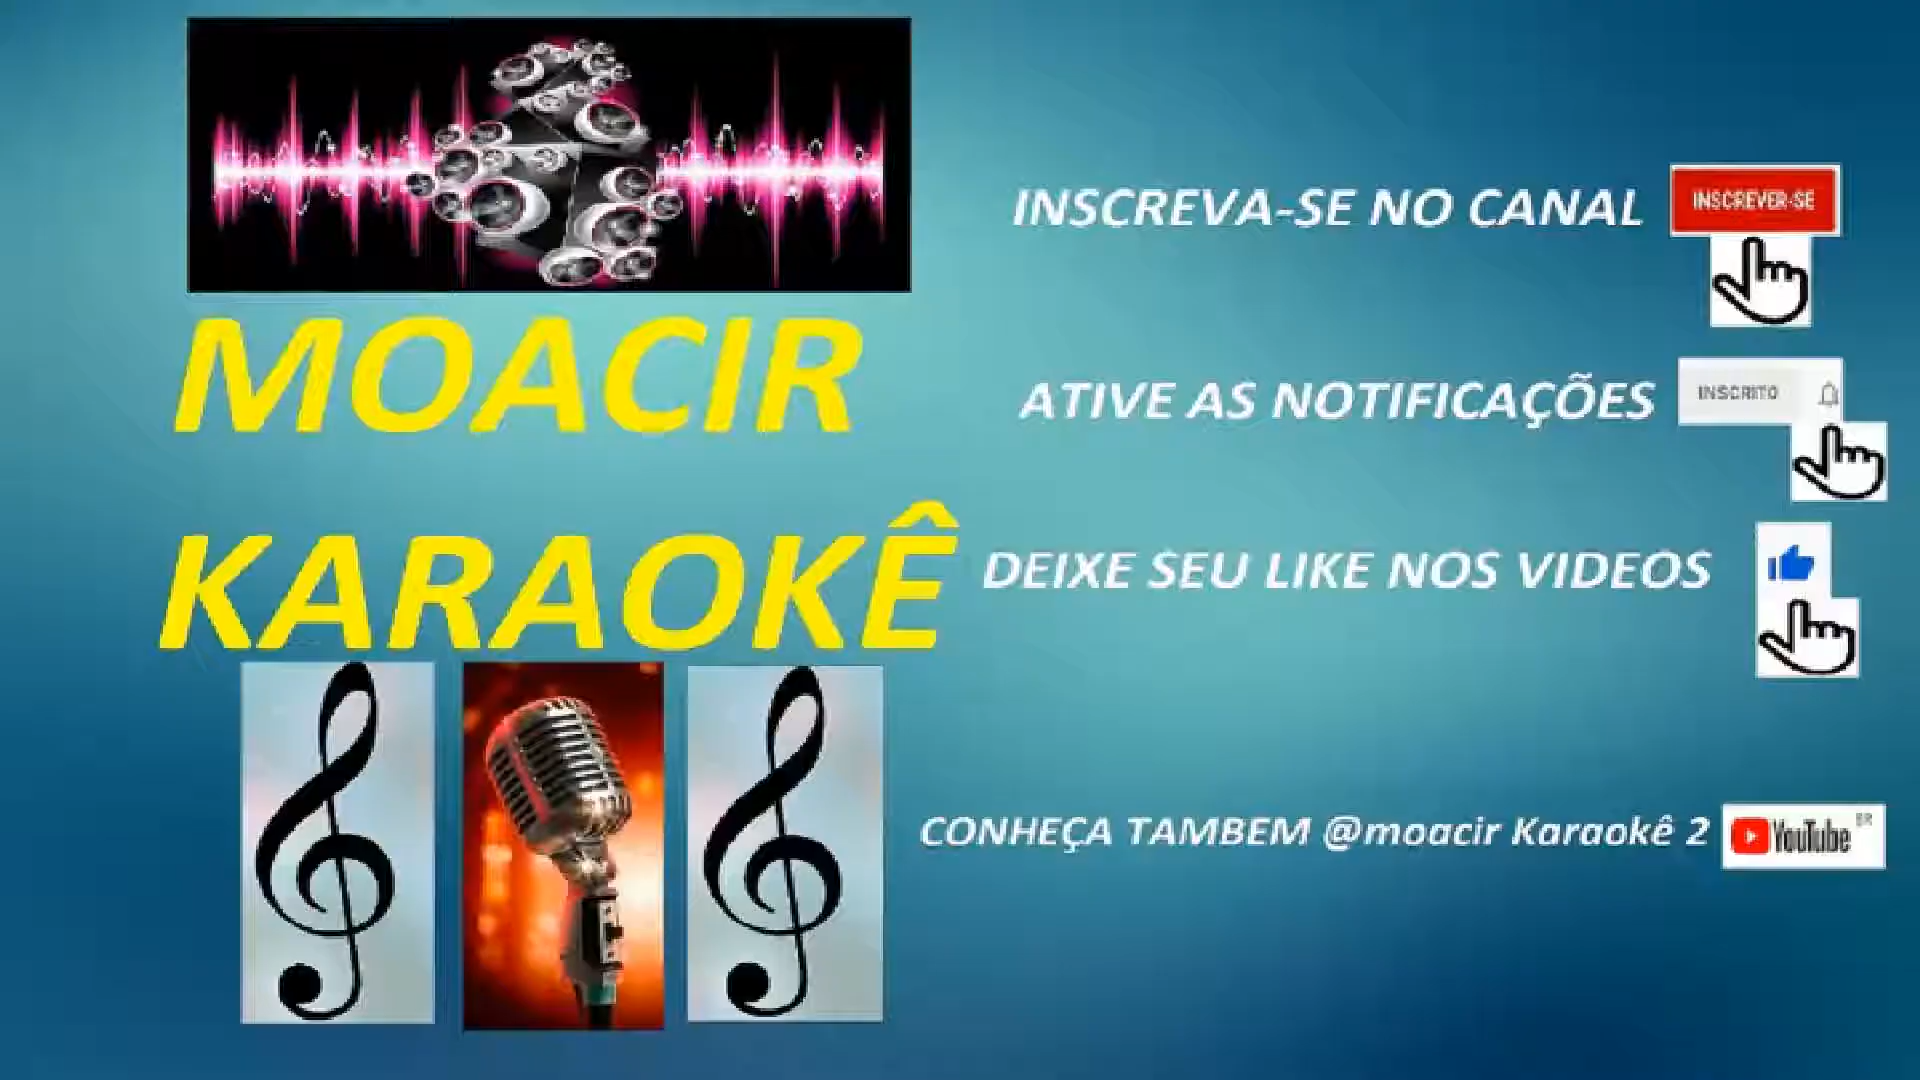 MOACIR
KARAOKÊ
INSCREVA-SE NO CANAL
INSCREVER-SE
ATIVE AS NOTIFICAÇÕES
INSCRITO
DEIXE SEU LIKE NOS VIDEOS
CONHEÇA TAMBEM @moacir Karaokê 2
YouTube BR